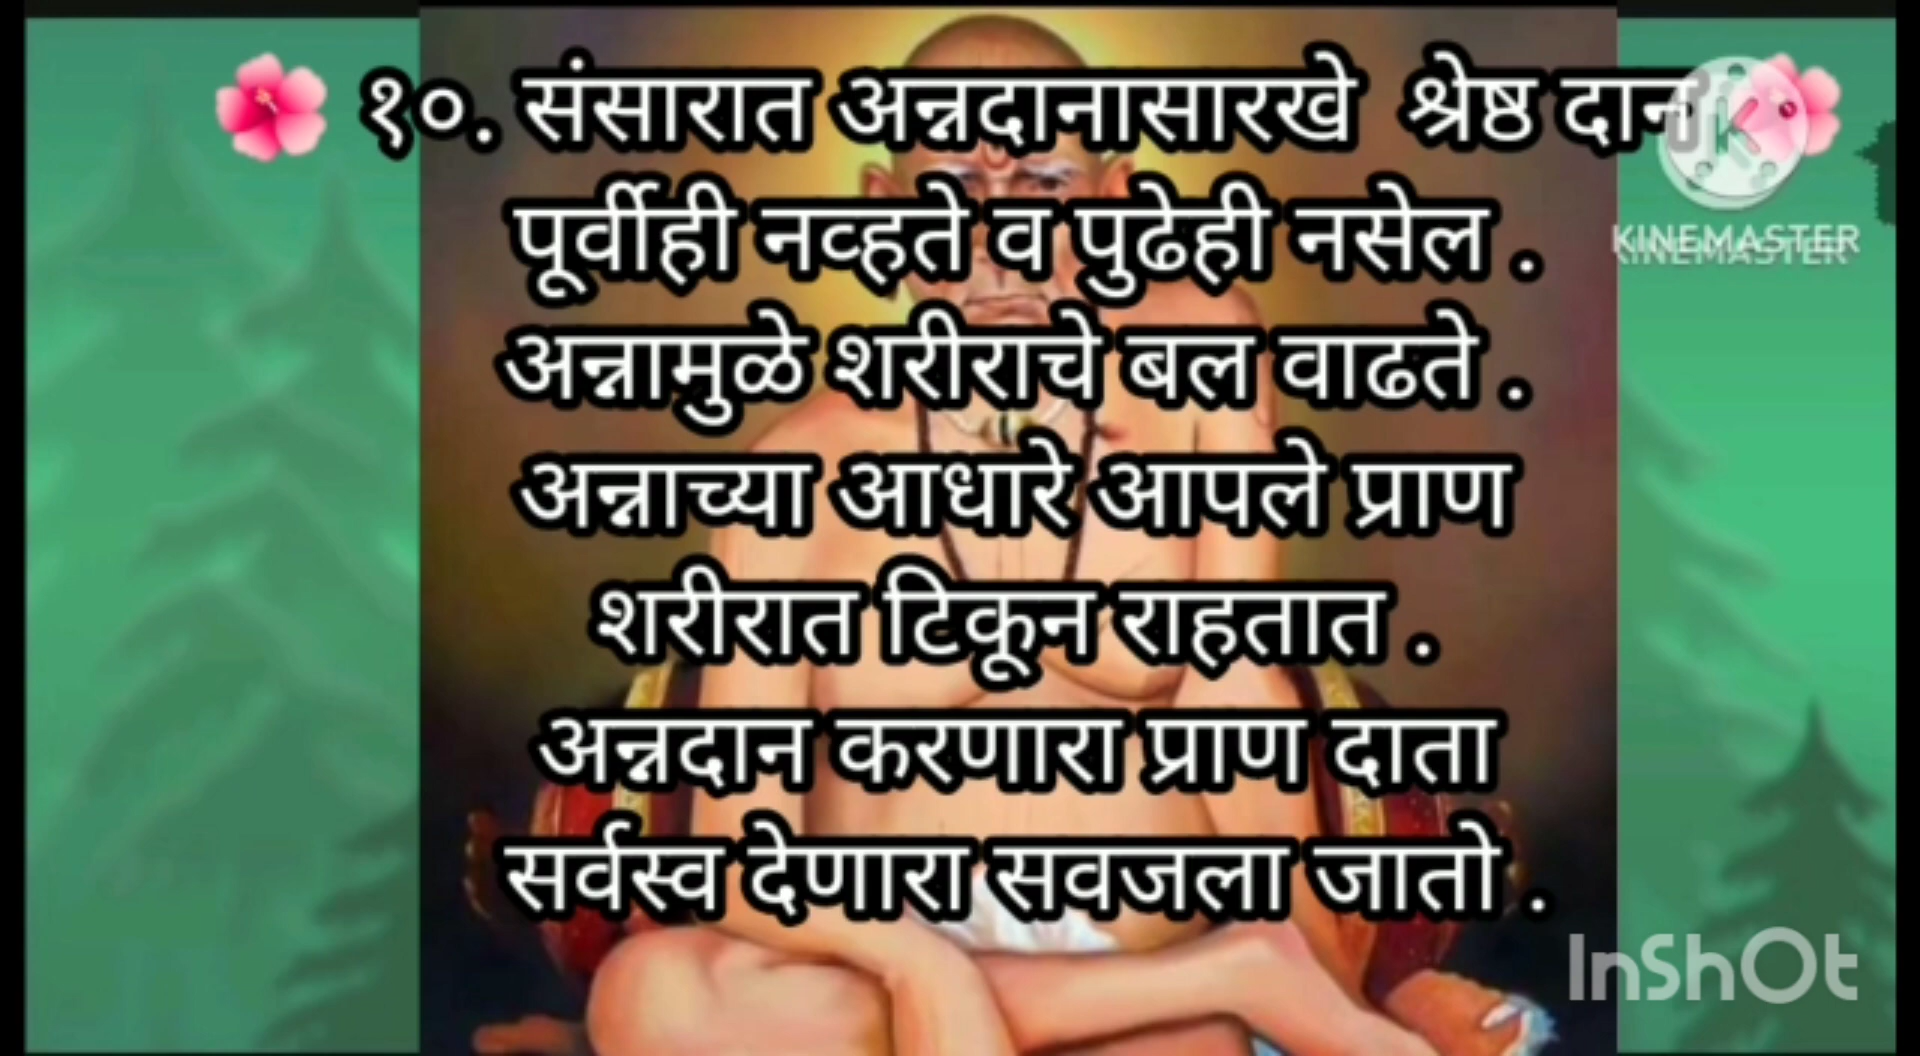 १०. संसारात अन्नदानासारखे श्रेष्ठ दान
पूर्वीही नव्हते व पुढेही नसेल .
अन्नामुळे शरीराचे बल वाढते .
अन्नाच्या आधारे आपले प्राण
शरीरात टिकून राहतात .
अन्नदान करणारा प्राण दाता
सर्वस्व देणारा सवजला जातो .
KINEMASTER
KINEMASTER
InShOt